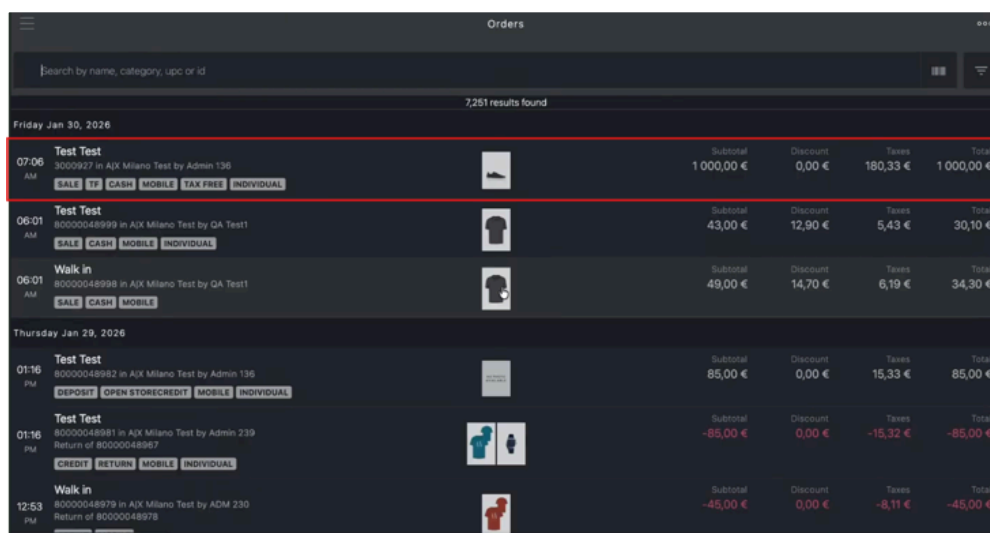 Orders
Search by name, category, upc or id
7,251 results found
Friday Jan 30, 2026
07:06 AM
Test Test
3000927 in A|X Milano Test by Admin 136
SALE TF CASH MOBILE TAX FREE INDIVIDUAL
Subtotal Discount Taxes Total
1 000,00 € 0,00 € 180,33 € 1 000,00 €
06:01 AM
Test Test
80000048999 in A|X Milano Test by QA Test1
SALE CASH MOBILE INDIVIDUAL
Subtotal Discount Taxes Total
43,00 € 12,90 € 5,43 € 30,10 €
06:01 AM
Walk in
80000048998 in A|X Milano Test by QA Test1
SALE CASH MOBILE
Subtotal Discount Taxes Total
49,00 € 14,70 € 6,19 € 34,30 €
Thursday Jan 29, 2026
01:16 PM
Test Test
80000048982 in A|X Milano Test by Admin 136
DEPOSIT OPEN STORECREDIT MOBILE INDIVIDUAL
Subtotal Discount Taxes Total
85,00 € 0,00 € 15,33 € 85,00 €
01:16 PM
Test Test
80000048981 in A|X Milano Test by Admin 239
Return of 80000048967
CREDIT RETURN MOBILE INDIVIDUAL
Subtotal Discount Taxes Total
-85,00 € 0,00 € -15,32 € -85,00 €
12:53 PM
Walk in
80000048979 in A|X Milano Test by ADM 230
Return of 80000048978
Subtotal Discount Taxes Total
-45,00 € 0,00 € -8,11 € -45,00 €